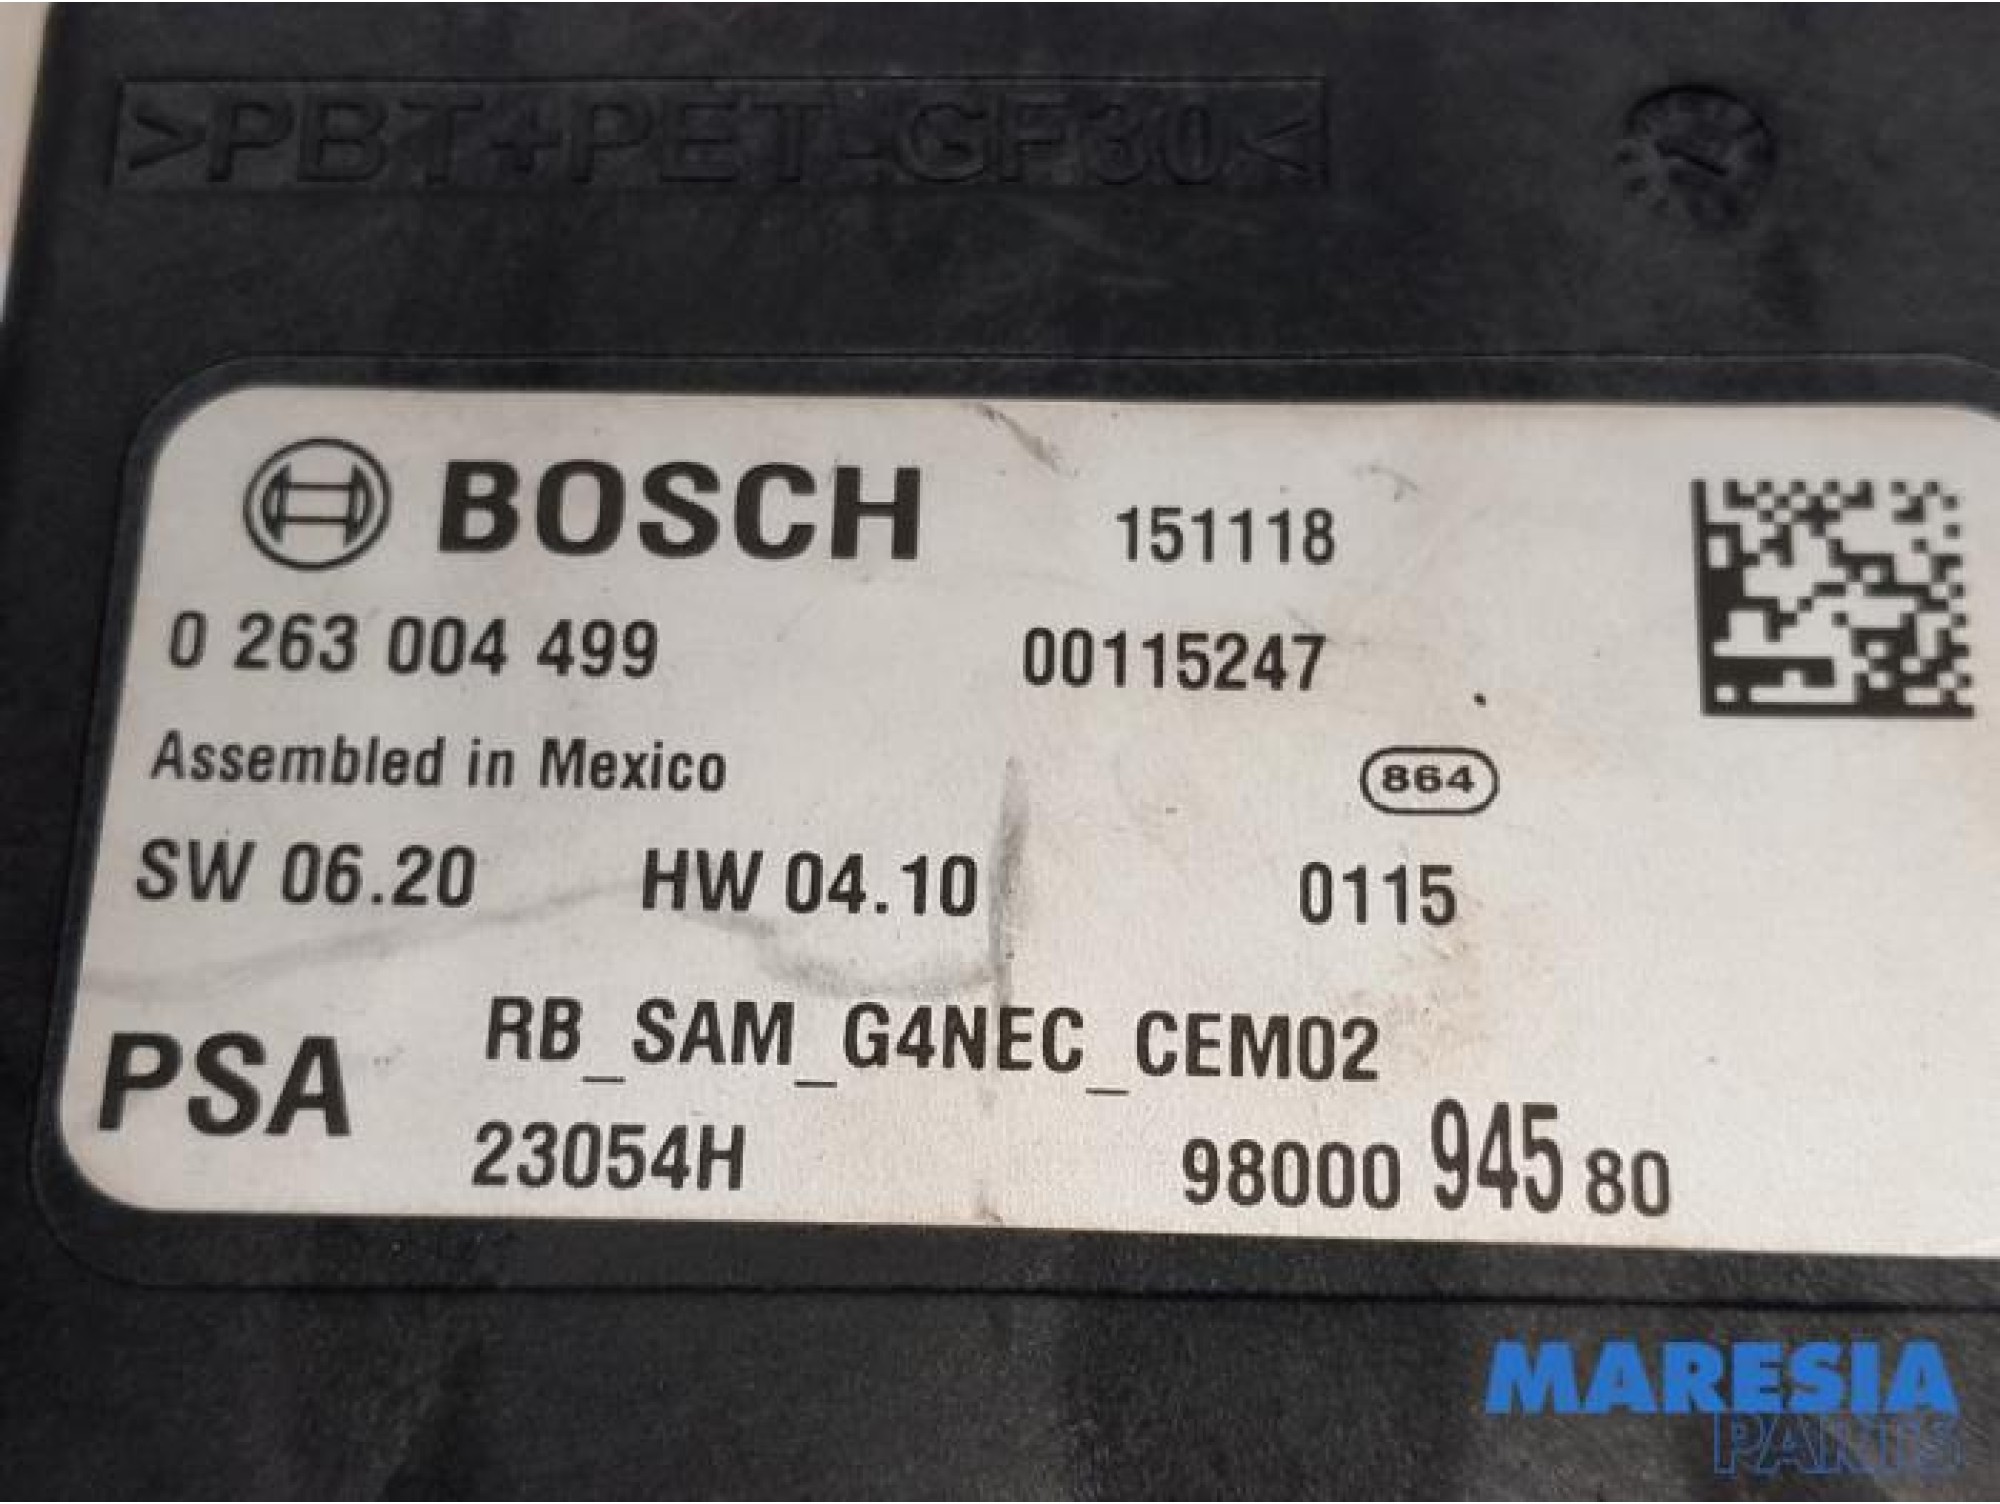 >PBT+PET-GF30<
BOSCH 151118
0 263 004 499 00115247
Assembled in Mexico 864
SW 06.20 HW 04.10 0115
PSA RB_SAM_G4NEC_CEM02
23054H 98000 945 80
MARESIA
PARTS